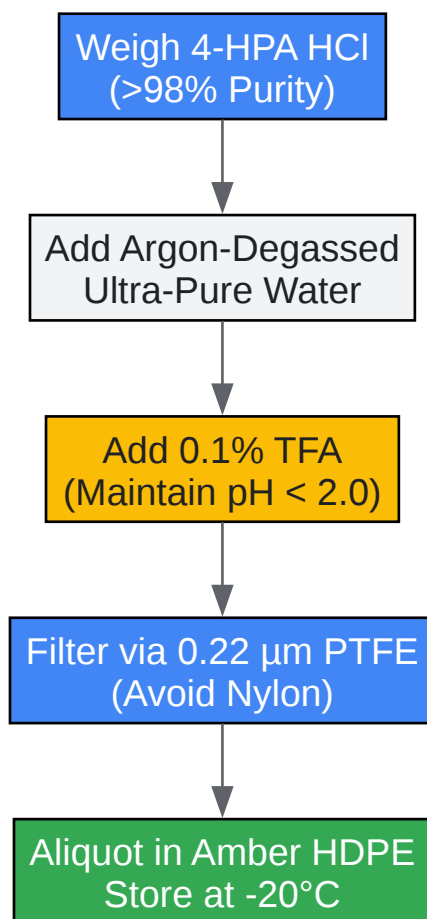 Weigh 4-HPA HCl
(>98% Purity)
Add Argon-Degassed
Ultra-Pure Water
Add 0.1% TFA
(Maintain pH < 2.0)
Filter via 0.22 µm PTFE
(Avoid Nylon)
Aliquot in Amber HDPE
Store at -20°C